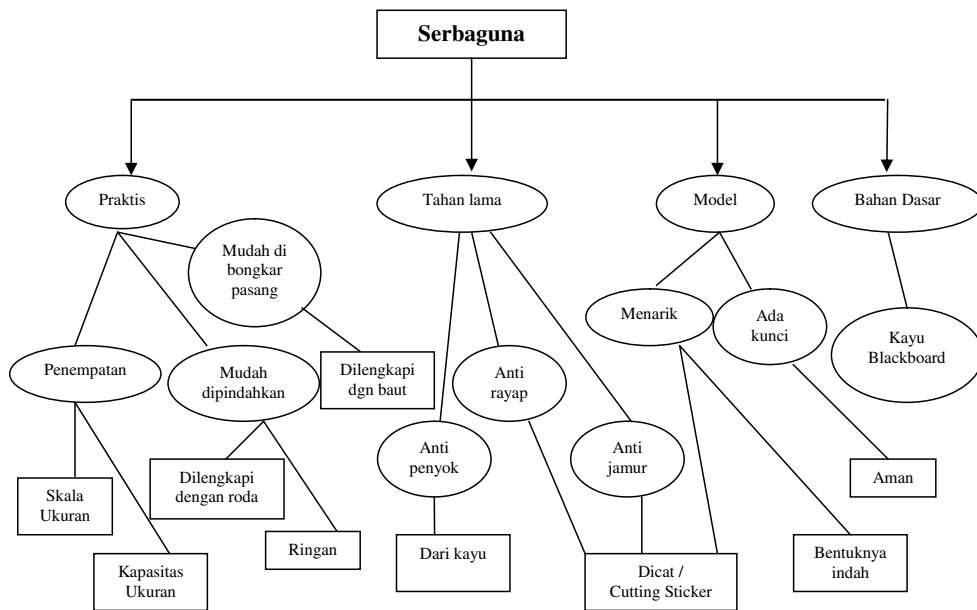 Serbaguna
Praktis
Tahan lama
Model
Bahan Dasar
Mudah di
bongkar
pasang
Menarik
Ada
kunci
Kayu
Blackboard
Penempatan
Mudah
dipindahkan
Dilengkapi
dgn baut
Anti
rayap
Anti
penyok
Anti
jamur
Skala
Ukuran
Dilengkapi
dengan roda
Aman
Kapasitas
Ukuran
Ringan
Dari kayu
Dicat /
Cutting Sticker
Bentuknya
indah